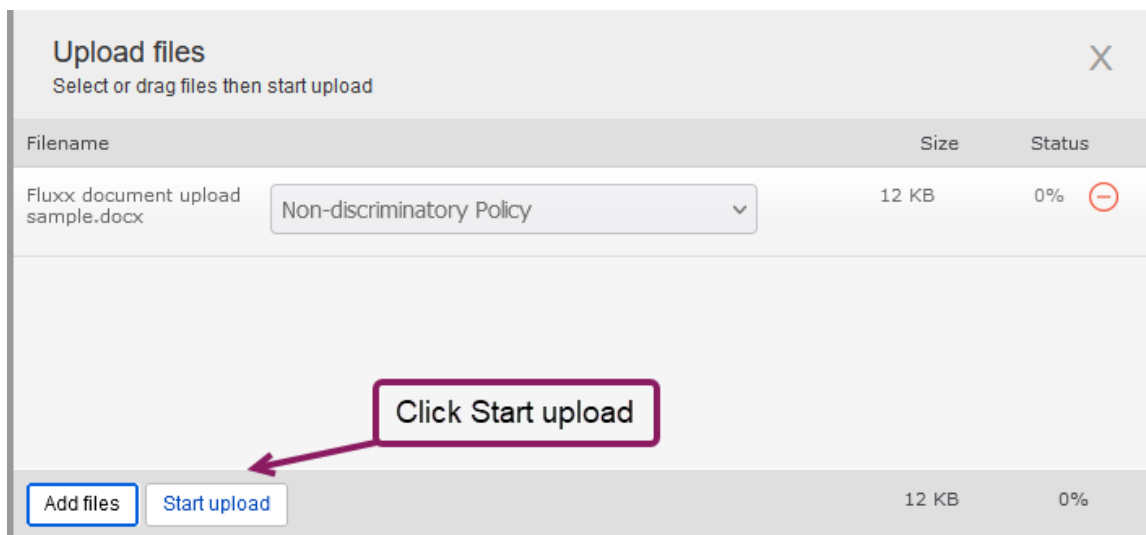 Upload files
X
Select or drag files then start upload
Filename Size Status
Fluxx document upload
sample.docx
Non-discriminatory Policy
12 KB 0%
Click Start upload
Add files Start upload 12 KB 0%